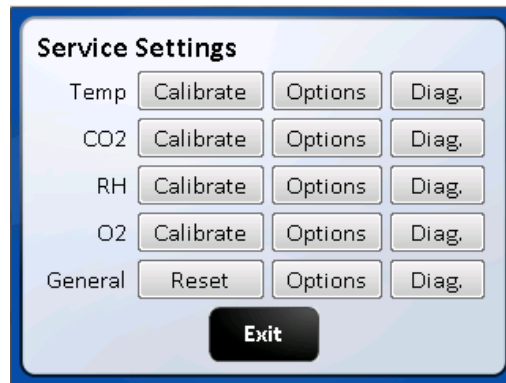 Service Settings
Temp Calibrate Options Diag.
CO2 Calibrate Options Diag.
RH Calibrate Options Diag.
O2 Calibrate Options Diag.
General Reset Options Diag.
Exit